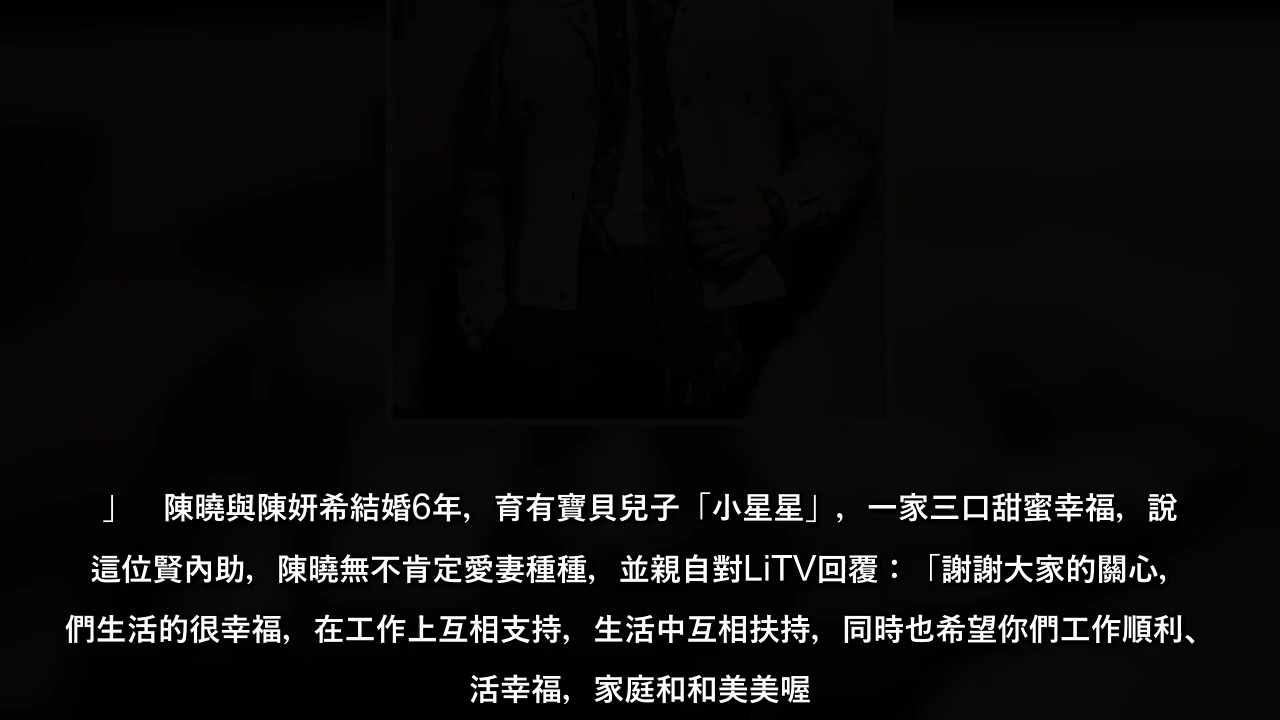 」 陳曉與陳妍希結婚6年，育有寶貝兒子「小星星」，一家三口甜蜜幸福，說
這位賢內助，陳曉無不肯定愛妻種種，並親自對LiTV回覆：「謝謝大家的關心，
們生活的很幸福，在工作上互相支持，生活中互相扶持，同時也希望你們工作順利、
活幸福，家庭和和美美喔